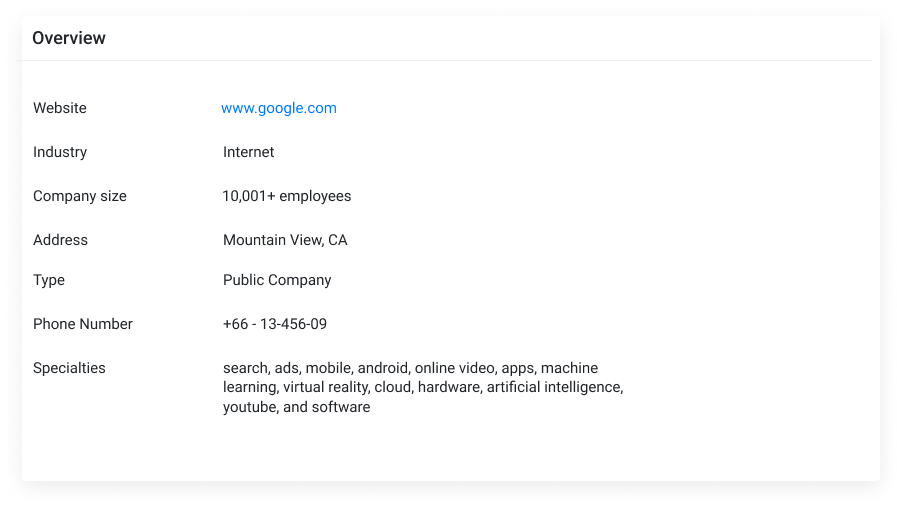 Overview
Website www.google.com
Industry Internet
Company size 10,001+ employees
Address Mountain View, CA
Type Public Company
Phone Number +66 - 13-456-09
Specialties search, ads, mobile, android, online video, apps, machine
learning, virtual reality, cloud, hardware, artificial intelligence,
youtube, and software